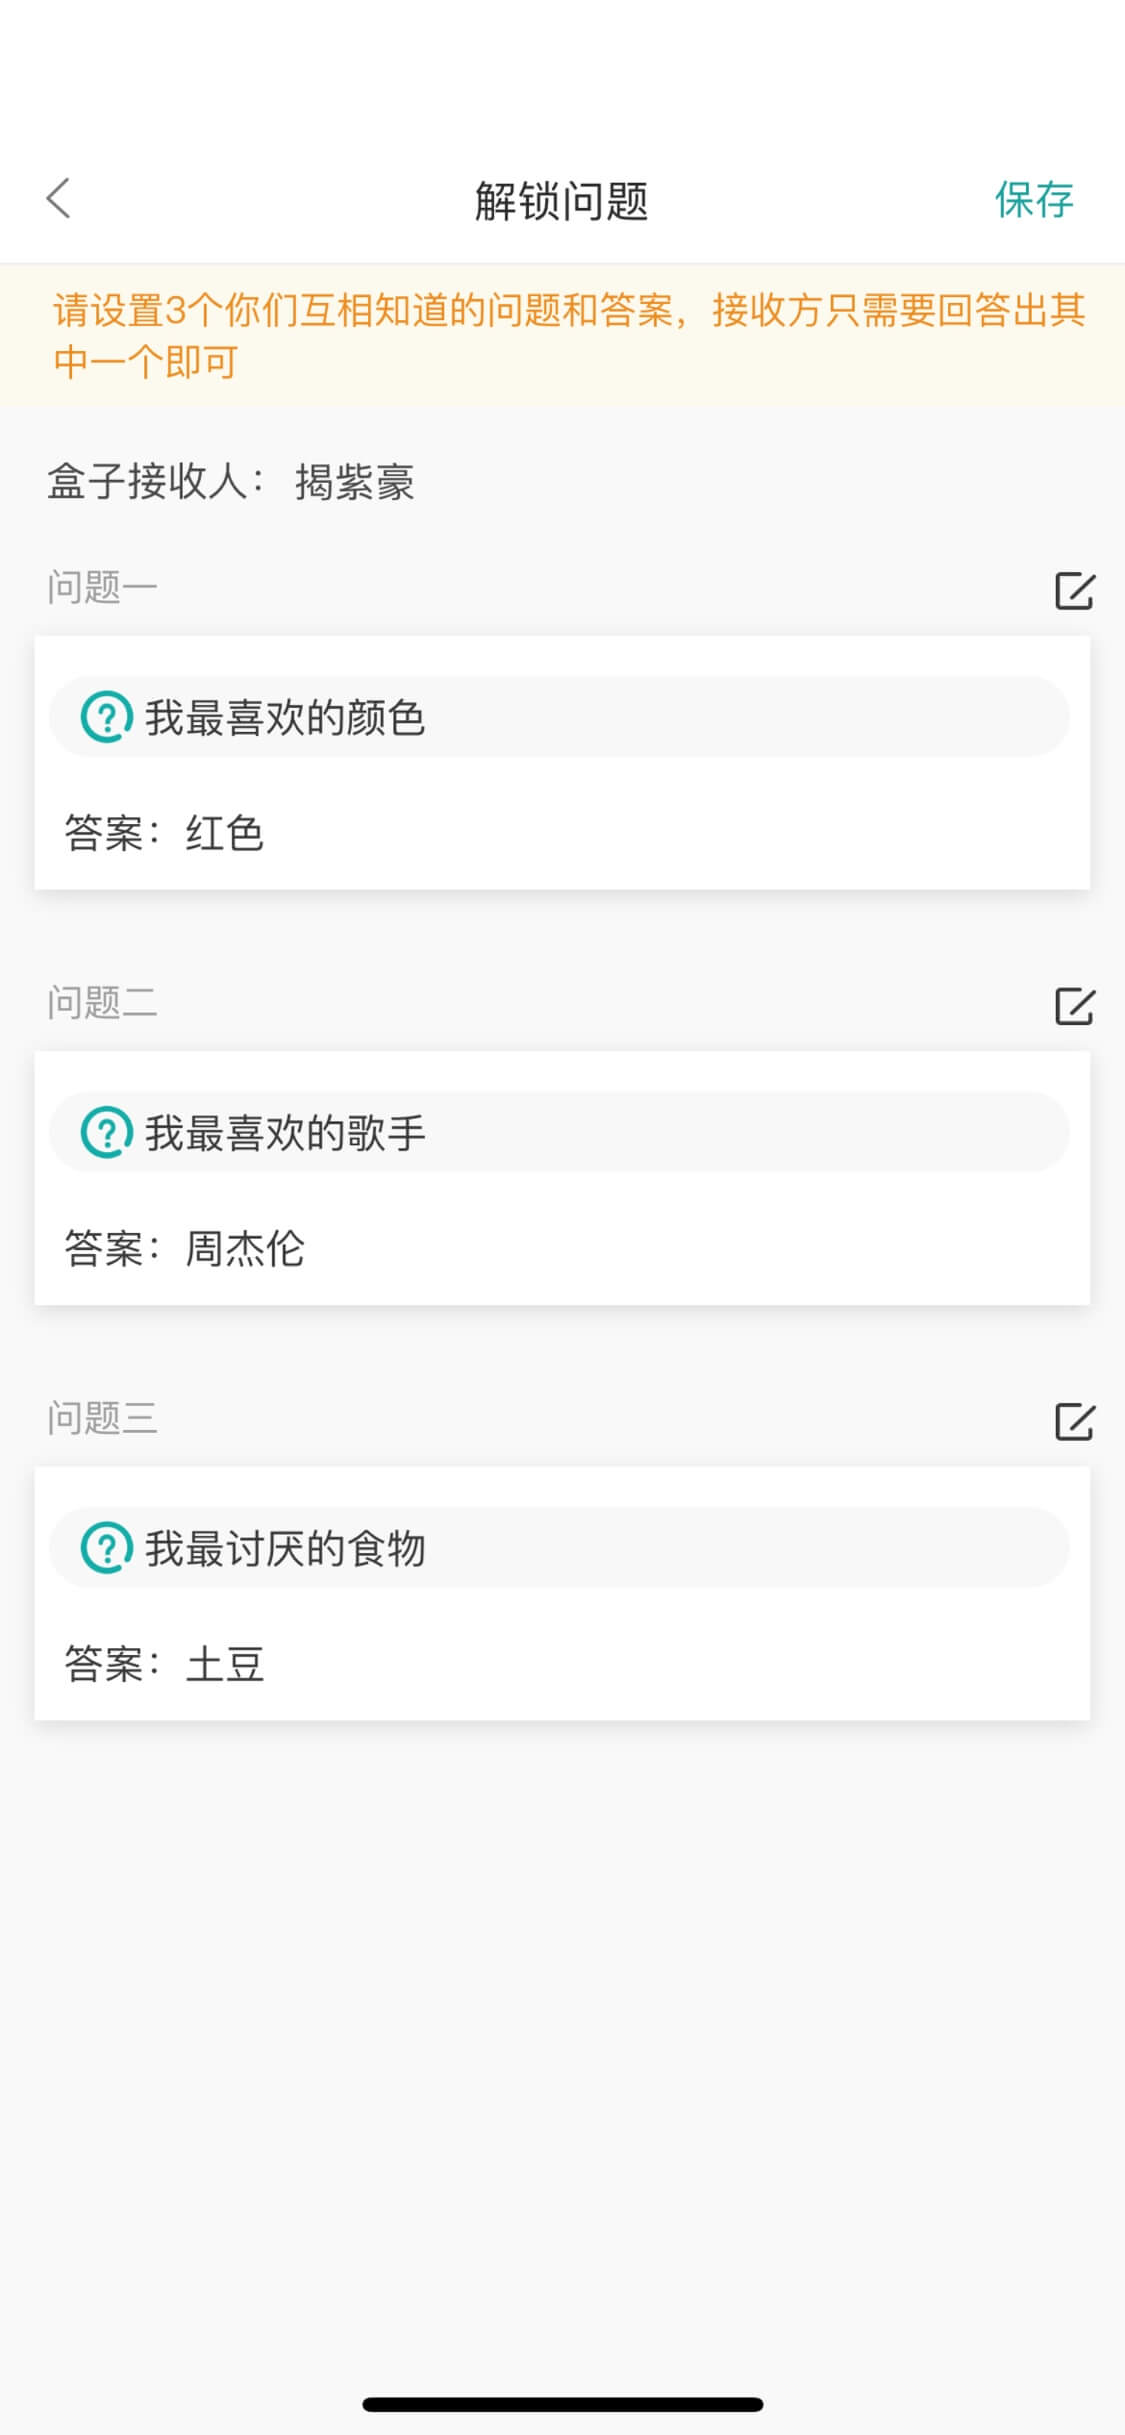 解锁问题
保存
请设置3个你们互相知道的问题和答案，接收方只需要回答出其
中一个即可
盒子接收人： 揭紫豪
问题一
我最喜欢的颜色
答案：红色
问题二
我最喜欢的歌手
答案：周杰伦
问题三
我最讨厌的食物
答案：土豆